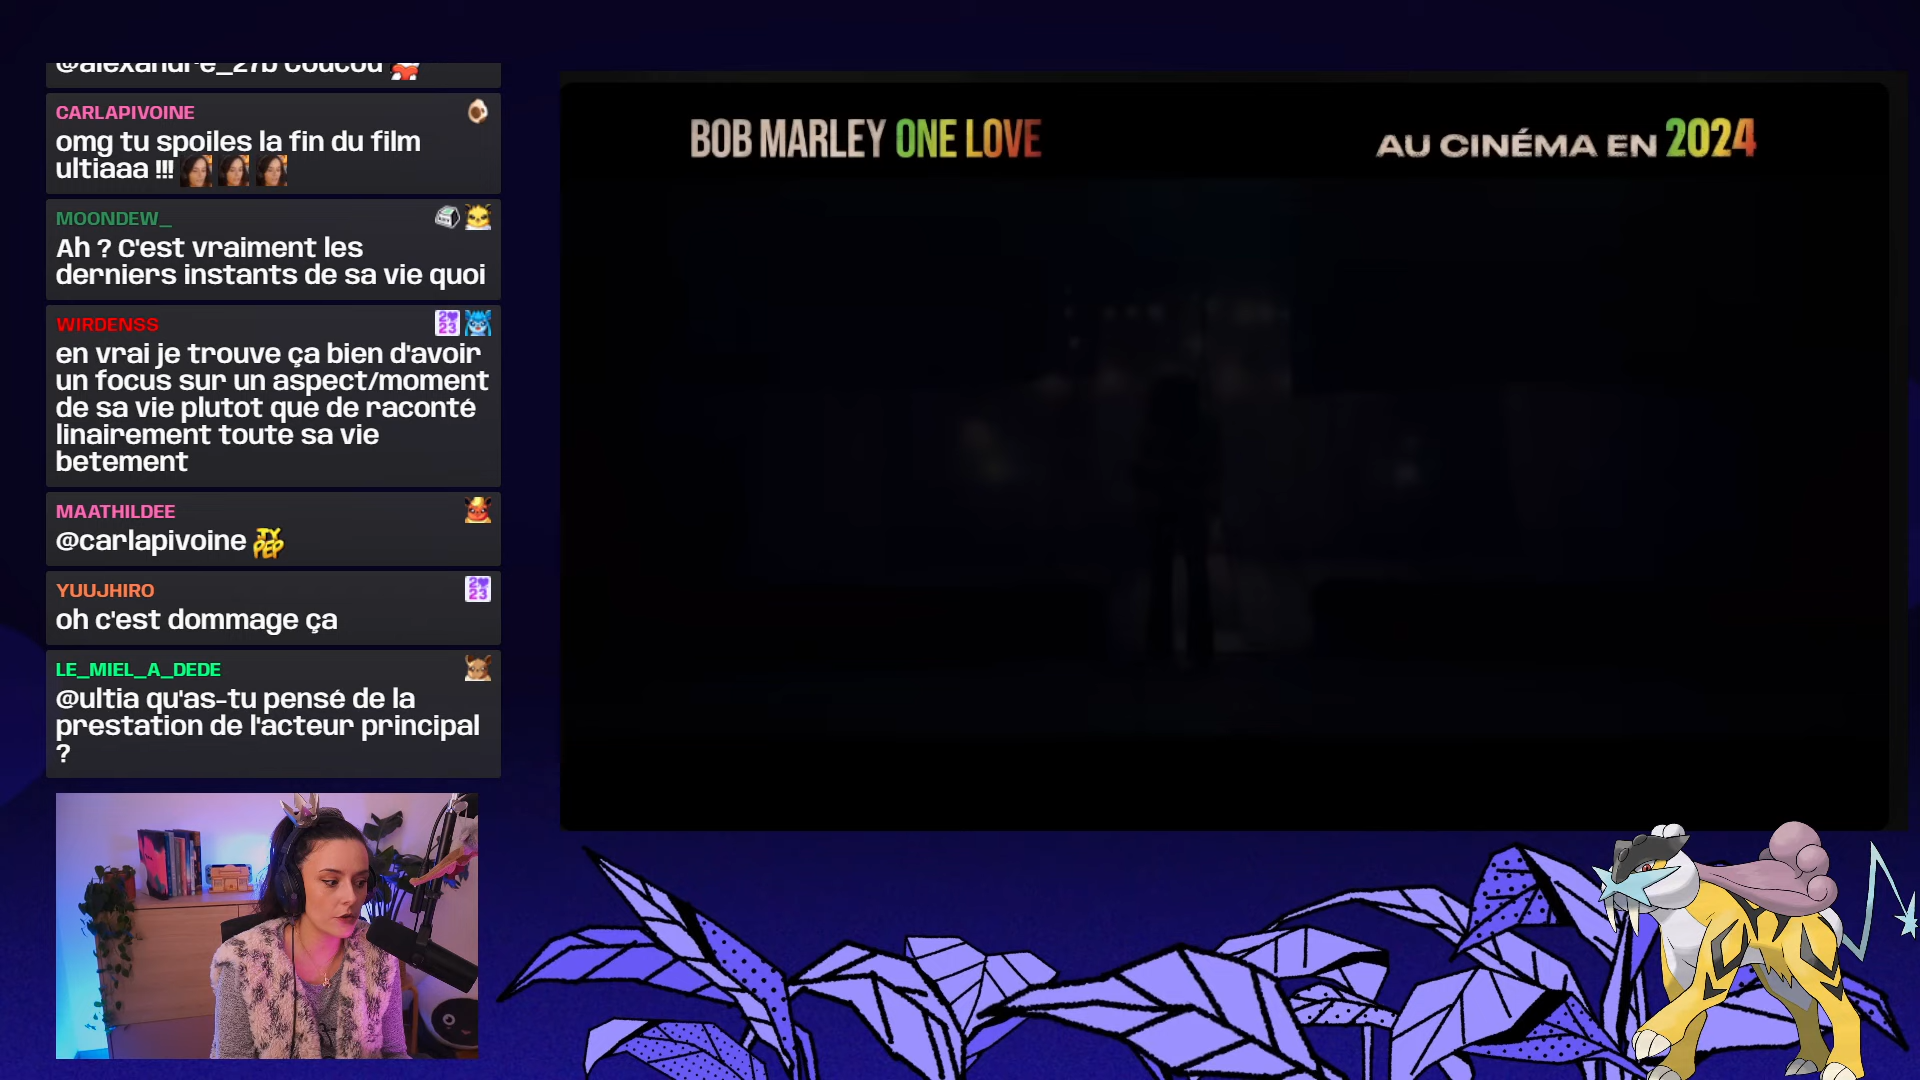 @alexandre_27b coucou
CARLAPIVOINE
omg tu spoiles la fin du film
ultiaaa !!!
MOONDEW_
Ah ? C'est vraiment les
derniers instants de sa vie quoi
WIRDENSS
en vrai je trouve ça bien d'avoir
un focus sur un aspect/moment
de sa vie plutot que de raconté
linairement toute sa vie
betement
MAATHILDEE
@carlapivoine
YUUJHIRO
oh c'est dommage ça
LE_MIEL_A_DEDE
@ultia qu'as-tu pensé de la
prestation de l'acteur principal
?
BOB MARLEY ONE LOVE
AU CINÉMA EN 2024